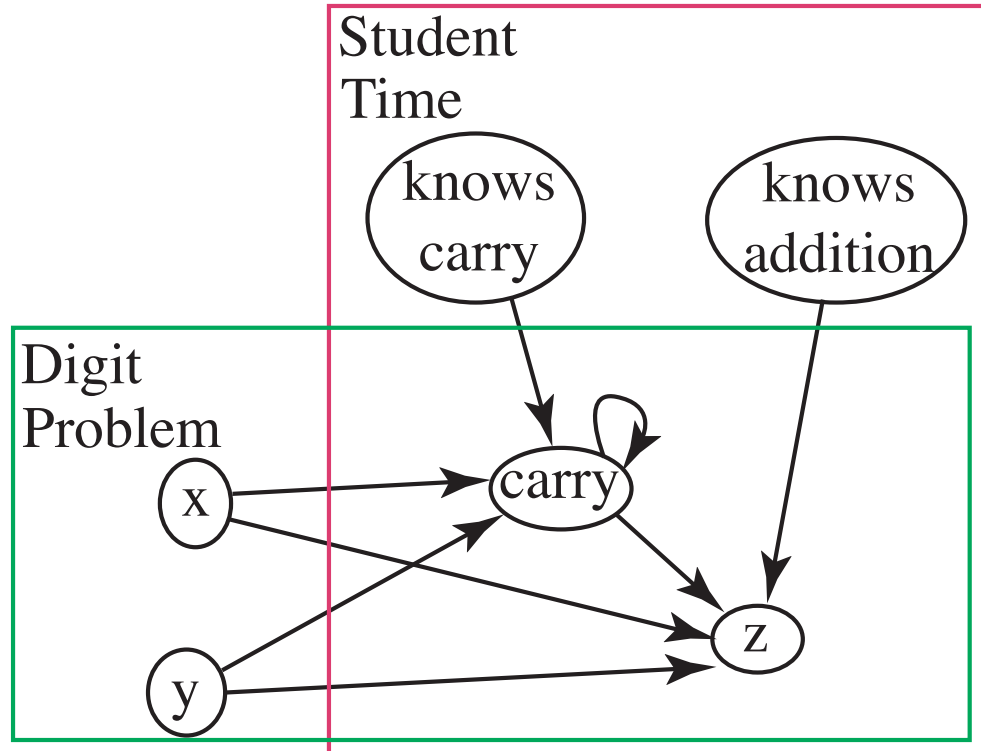 Student
Time
knows
carry
knows
addition
Digit
Problem
x
carry
z
y